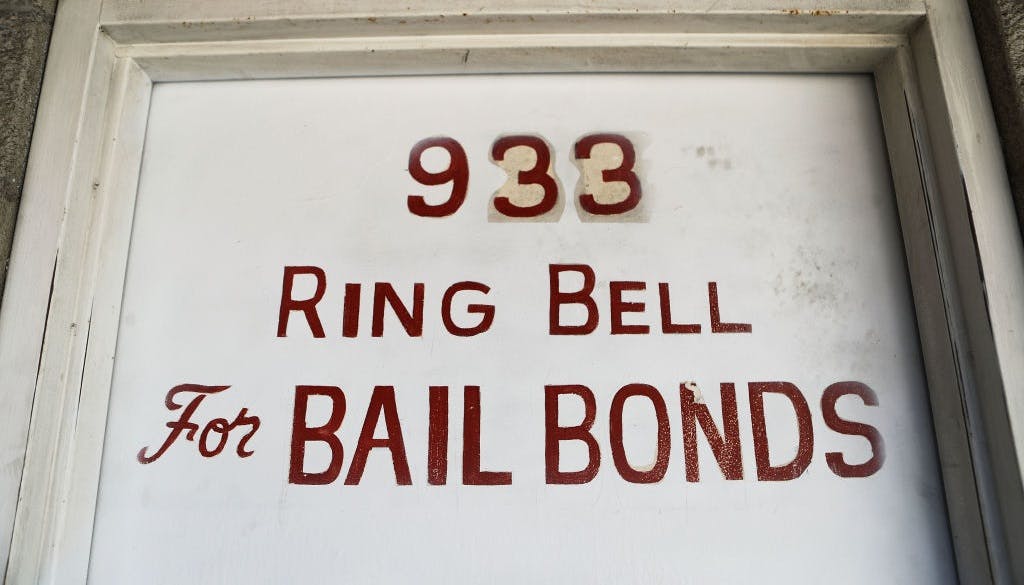 933
RING BELL
For BAIL BONDS